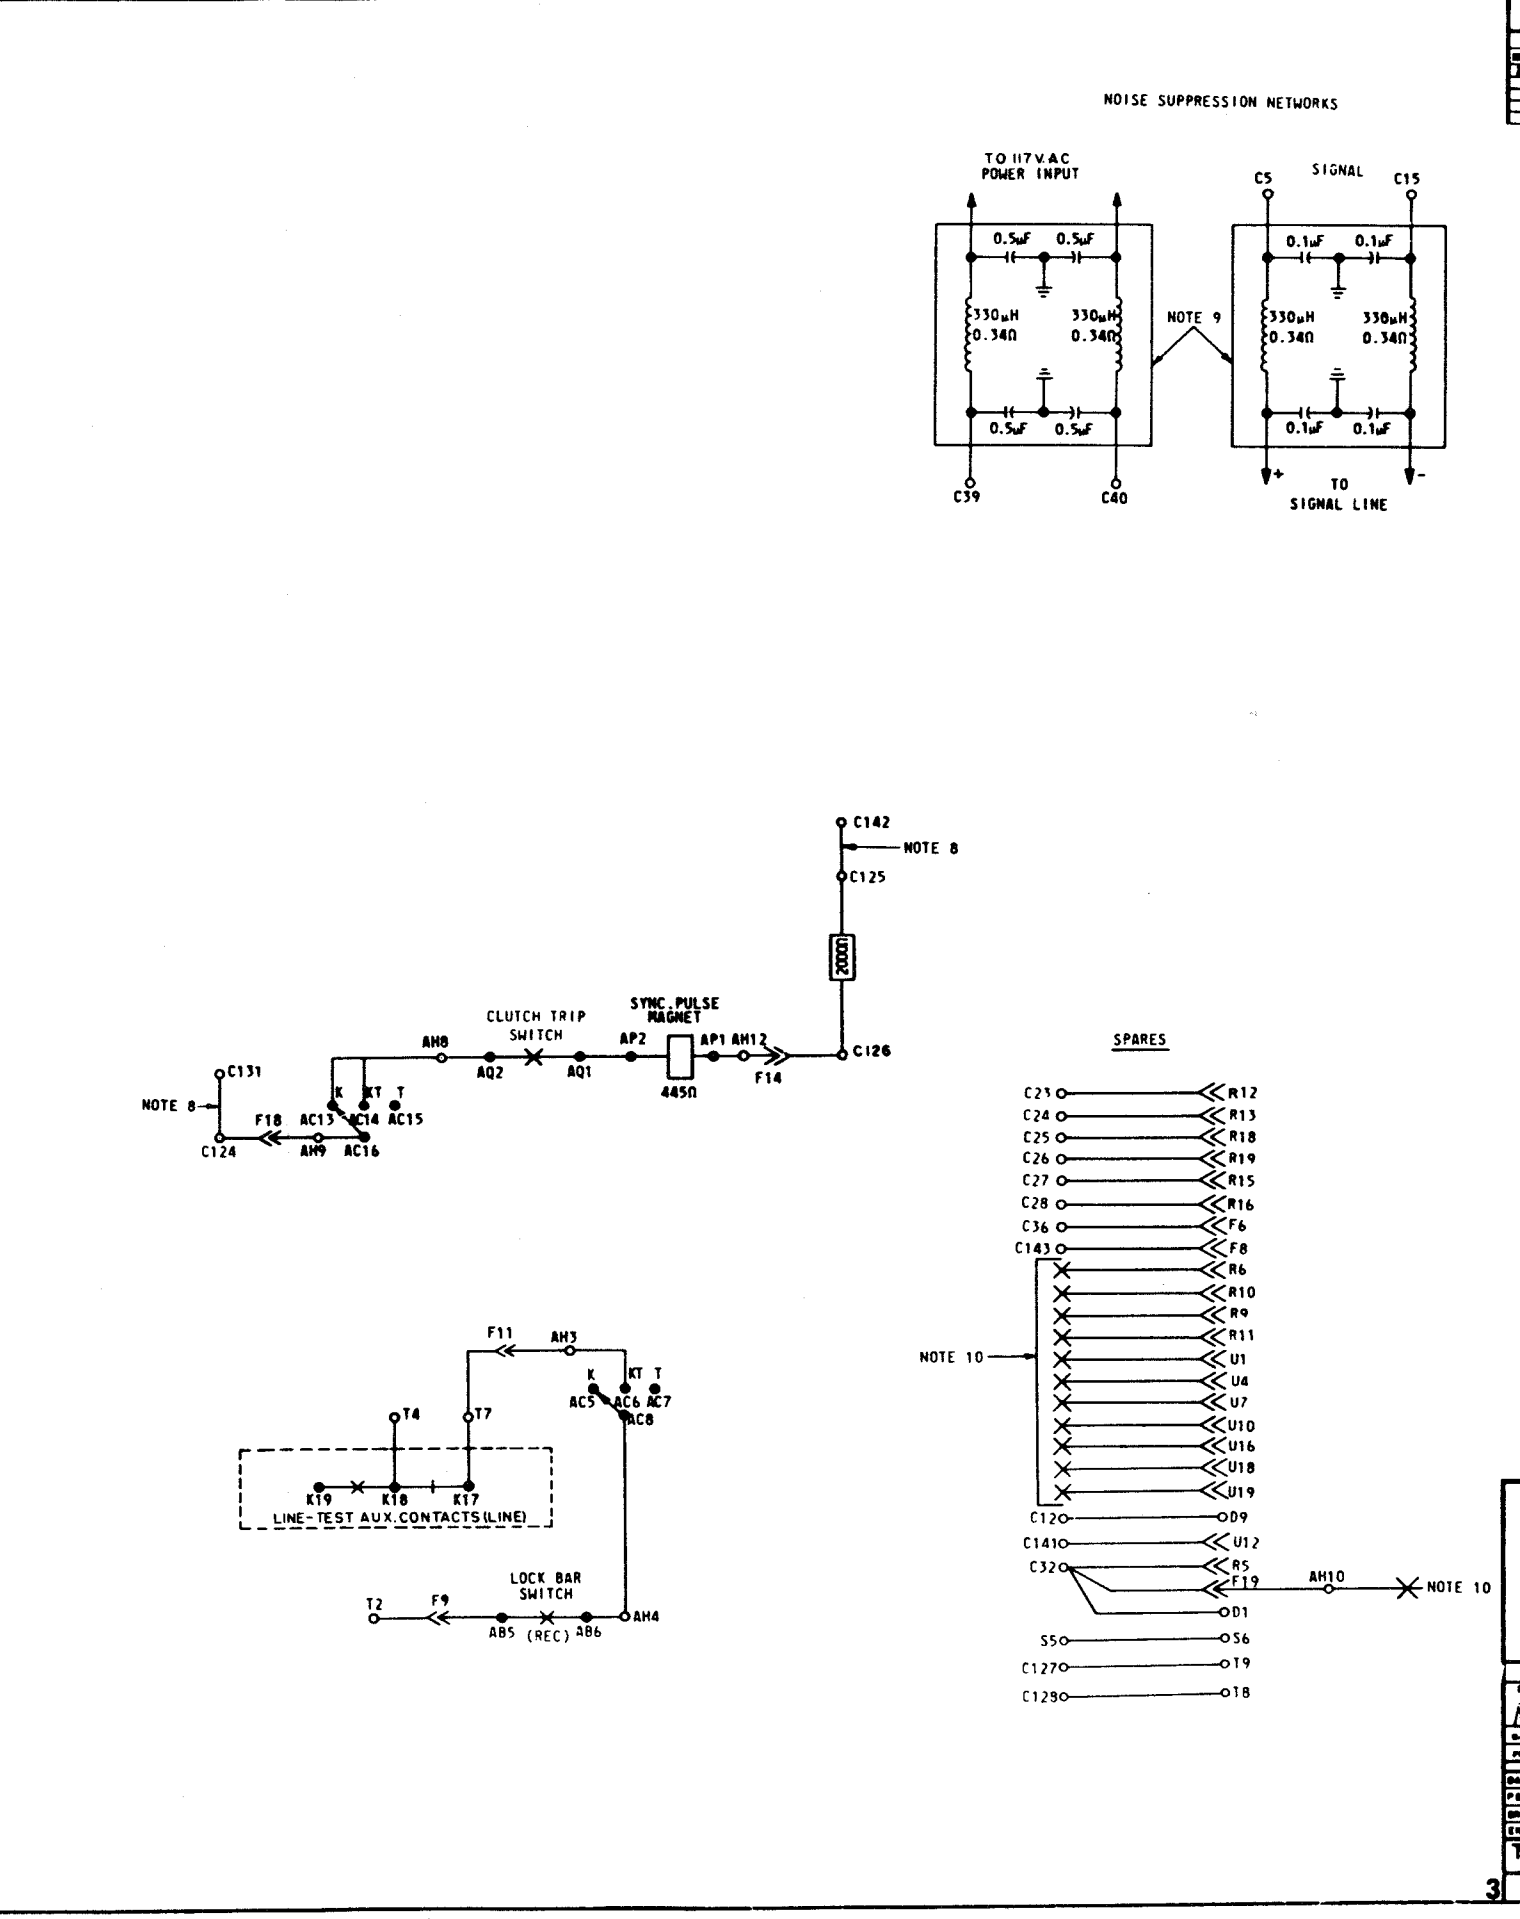 NOISE SUPPRESSION NETWORKS
TO 117V.AC
POWER INPUT
SIGNAL
C5
C15
0.5µF 0.5µF
0.1µF 0.1µF
330µH
0.34Ω
330µH
0.34Ω
NOTE 9
330µH
0.34Ω
330µH
0.34Ω
0.5µF 0.5µF
0.1µF 0.1µF
C39
C40
+
-
TO
SIGNAL LINE
C142
NOTE 8
C125
2000Ω
C126
SYNC.PULSE
MAGNET
CLUTCH TRIP
SWITCH
AH8
AQ2
AQ1
AP2
AP1 AH12
445Ω
F14
C131
NOTE 8
K KT T
F18
AC13 AC14 AC15
C124
AH9
AC16
F11
AH3
K KT T
AC5 AC6 AC7
AC8
T4
T7
K19
K18
K17
LINE-TEST AUX.CONTACTS(LINE)
LOCK BAR
SWITCH
T2
F9
AB5 (REC) AB6
AH4
SPARES
C23 R12
C24 R13
C25 R18
C26 R19
C27 R15
C28 R16
C36 F6
C143 F8
R6
R10
R9
R11
NOTE 10
U1
U4
U7
U10
U16
U18
U19
C12 D9
C141 U12
C32 R5
F19 AH10 NOTE 10
D1
S5 S6
C127 T9
C128 T8
3